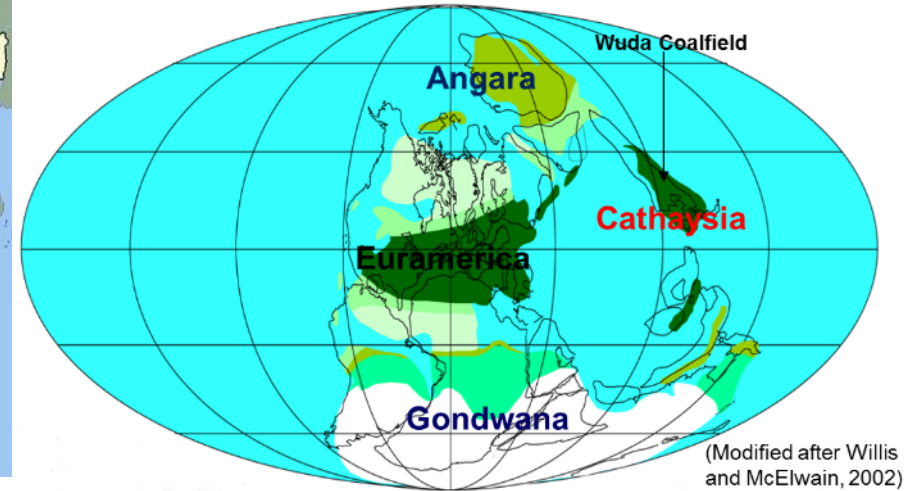 Wuda Coalfield
Angara
Cathaysia
Euramerica
Gondwana
(Modified after Willis
and McElwain, 2002)